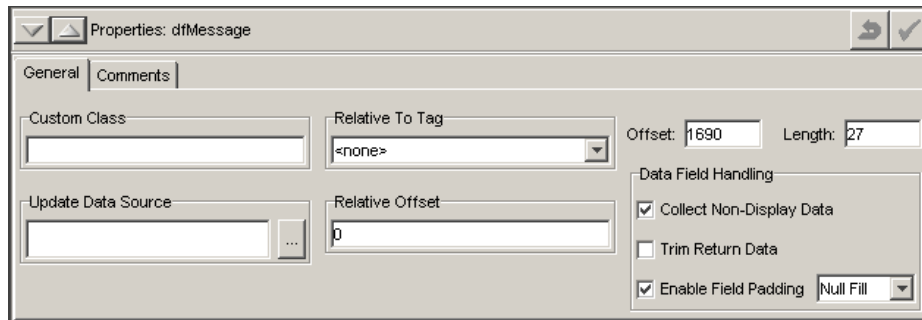 Properties: dfMessage
General Comments
Custom Class
Relative To Tag
<none>
Offset: 1690 Length: 27
Update Data Source
...
Relative Offset
0
Data Field Handling
Collect Non-Display Data
Trim Return Data
Enable Field Padding Null Fill